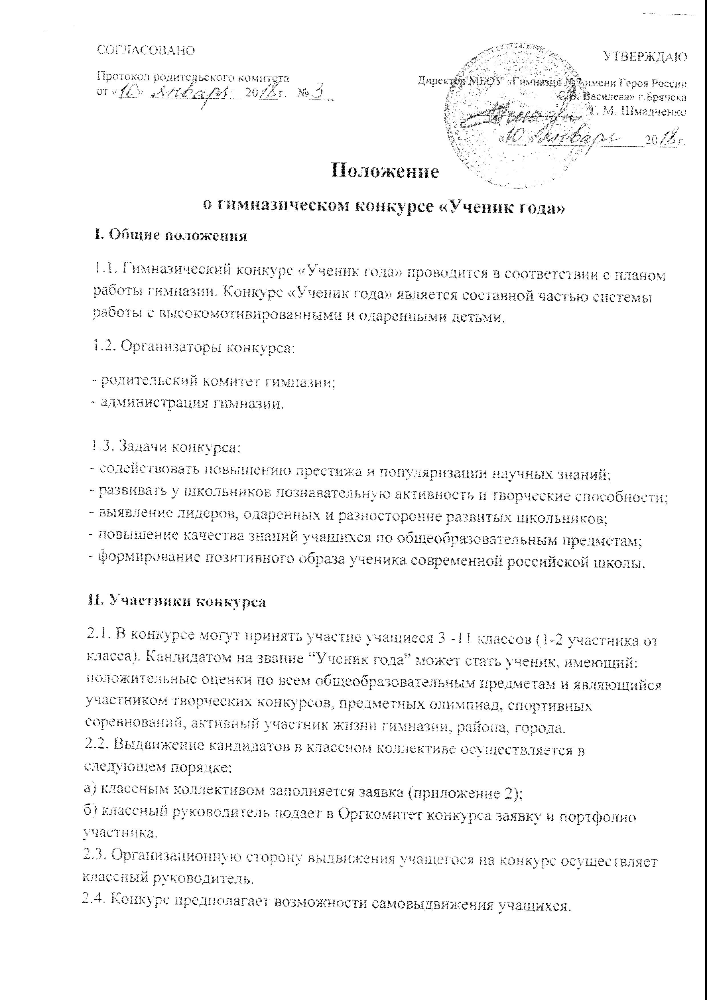 СОГЛАСОВАНО
Протокол родительского комитета
от «10» января 2018г. №3
УТВЕРЖДАЮ
Директор МБОУ «Гимназия №7 имени Героя России
С.В. Василева» г.Брянска
Т. М. Шмадченко
«10» января 2018г.
Положение
о гимназическом конкурсе «Ученик года»
I. Общие положения
1.1. Гимназический конкурс «Ученик года» проводится в соответствии с планом
работы гимназии. Конкурс «Ученик года» является составной частью системы
работы с высокомотивированными и одаренными детьми.
1.2. Организаторы конкурса:
- родительский комитет гимназии;
- администрация гимназии.
1.3. Задачи конкурса:
- содействовать повышению престижа и популяризации научных знаний;
- развивать у школьников познавательную активность и творческие способности;
- выявление лидеров, одаренных и разносторонне развитых школьников;
- повышение качества знаний учащихся по общеобразовательным предметам;
- формирование позитивного образа ученика современной российской школы.
II. Участники конкурса
2.1. В конкурсе могут принять участие учащиеся 3 -11 классов (1-2 участника от
класса). Кандидатом на звание “Ученик года” может стать ученик, имеющий:
положительные оценки по всем общеобразовательным предметам и являющийся
участником творческих конкурсов, предметных олимпиад, спортивных
соревнований, активный участник жизни гимназии, района, города.
2.2. Выдвижение кандидатов в классном коллективе осуществляется в
следующем порядке:
а) классным коллективом заполняется заявка (приложение 2);
б) классный руководитель подает в Оргкомитет конкурса заявку и портфолио
участника.
2.3. Организационную сторону выдвижения учащегося на конкурс осуществляет
классный руководитель.
2.4. Конкурс предполагает возможности самовыдвижения учащихся.